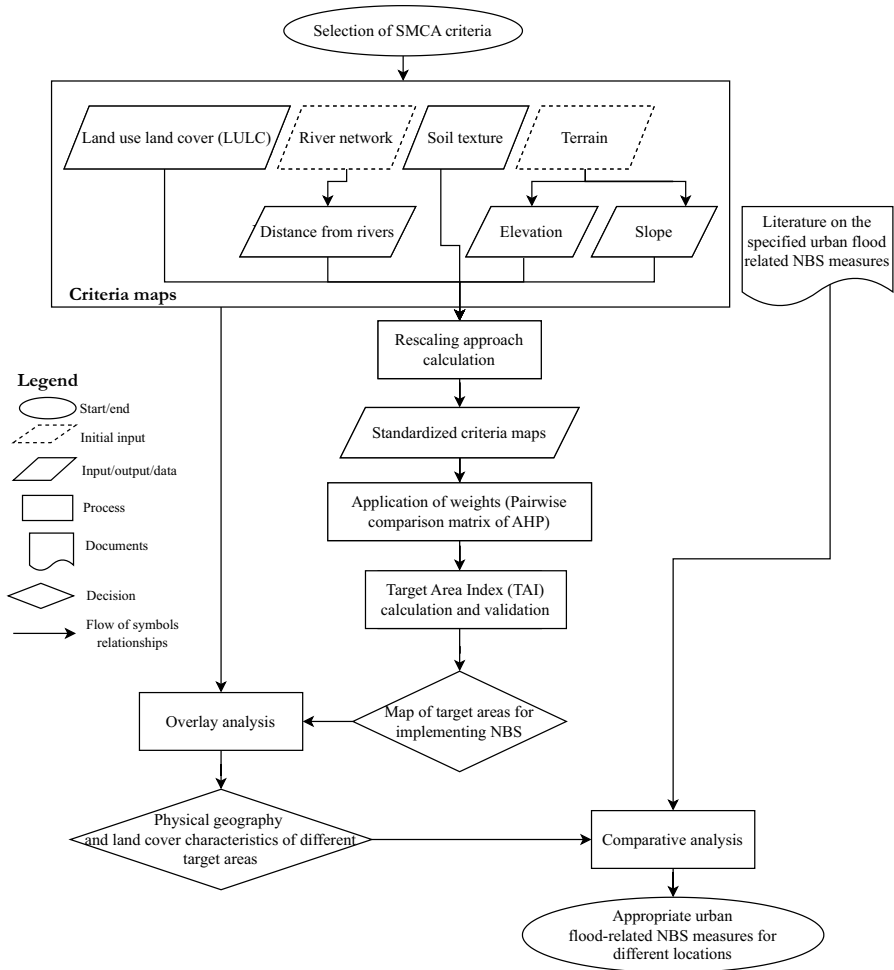 Selection of SMCA criteria
Land use land cover (LULC)
River network
Soil texture
Terrain
Distance from rivers
Elevation
Slope
Criteria maps
Literature on the
specified urban flood
related NBS measures
Rescaling approach
calculation
Standardized criteria maps
Application of weights (Pairwise
comparison matrix of AHP)
Target Area Index (TAI)
calculation and validation
Map of target areas for
implementing NBS
Overlay analysis
Physical geography
and land cover characteristics of different
target areas
Comparative analysis
Appropriate urban
flood-related NBS measures for
different locations
Legend
Start/end
Initial input
Input/output/data
Process
Documents
Decision
Flow of symbols
relationships